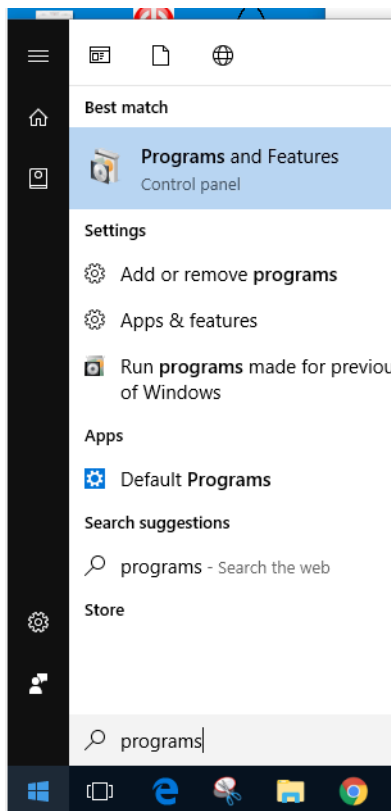 Best match
Programs and Features
Control panel
Settings
Add or remove programs
Apps & features
Run programs made for previou
of Windows
Apps
Default Programs
Search suggestions
programs - Search the web
Store
programs